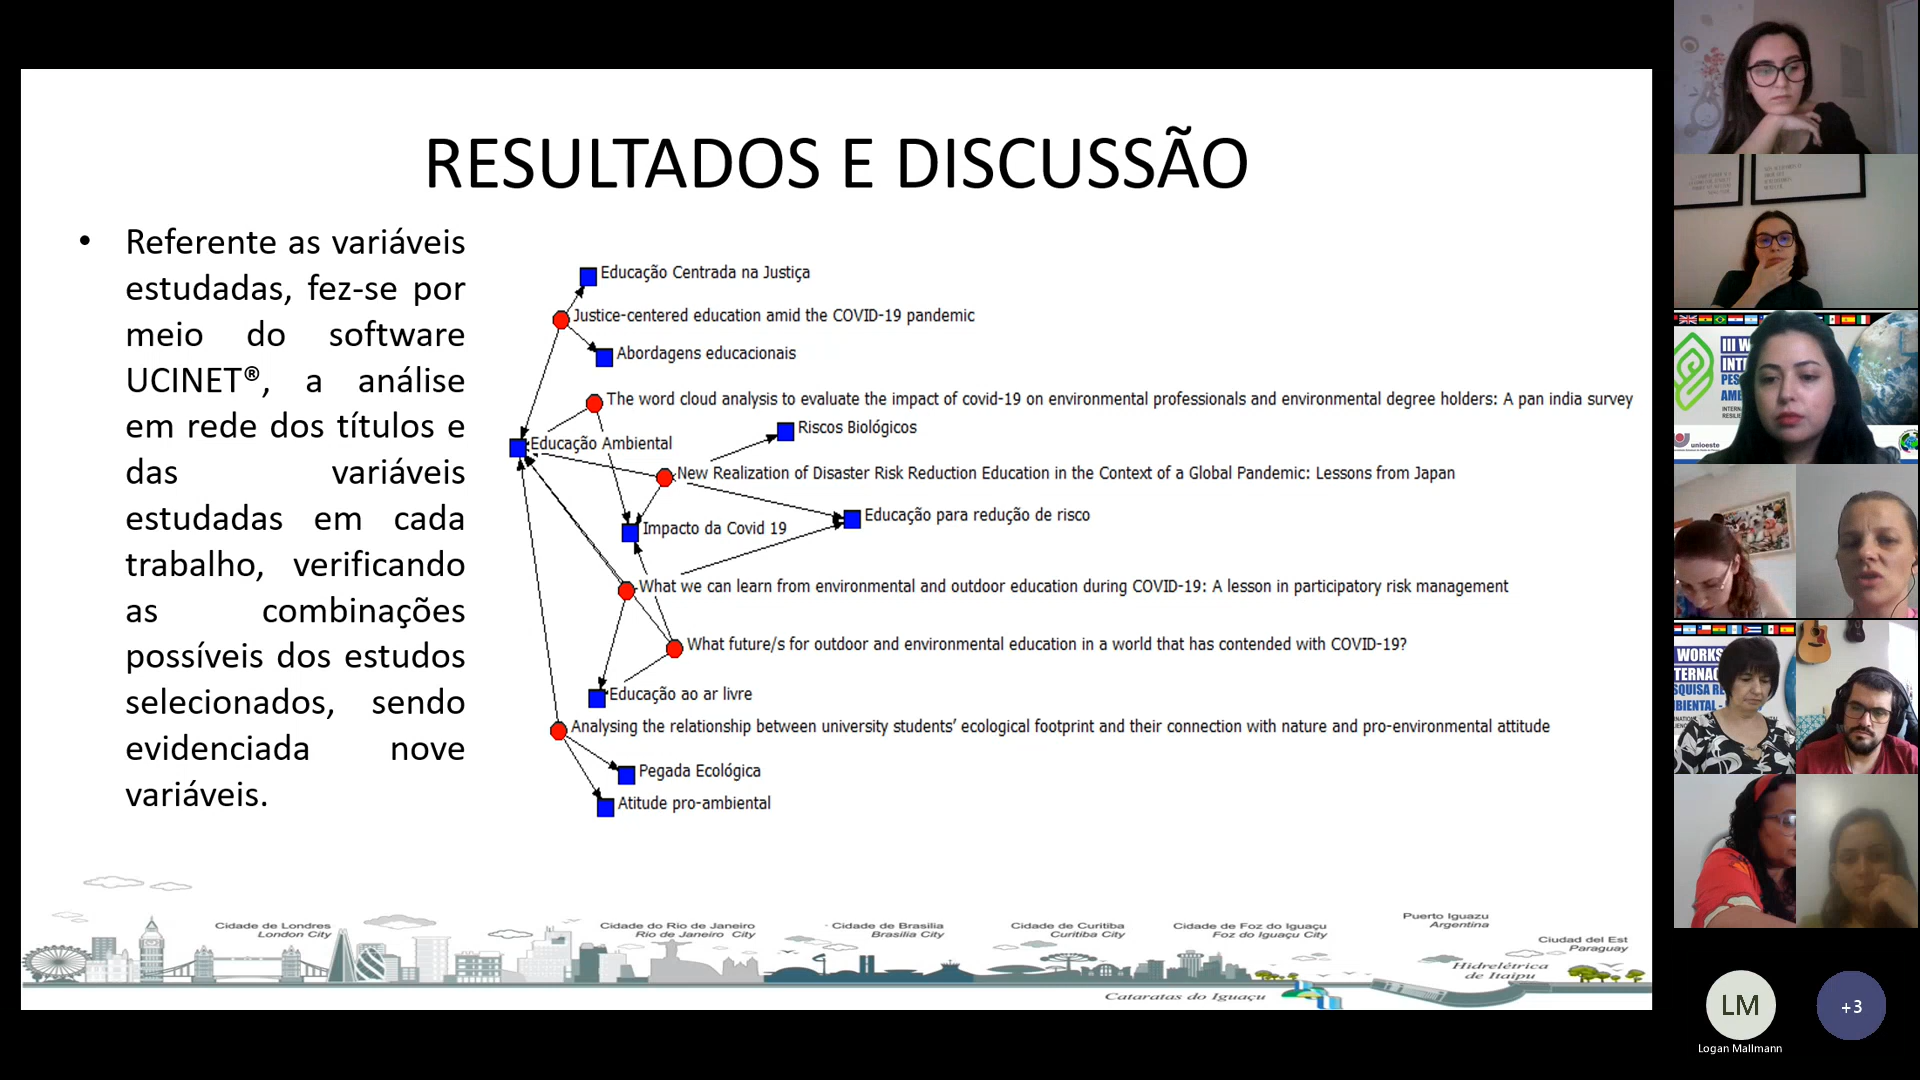 RESULTADOS E DISCUSSÃO
• Referente as variáveis
estudadas, fez-se por
meio do software
UCINET®, a análise
em rede dos títulos e
das variáveis
estudadas em cada
trabalho, verificando
as combinações
possíveis dos estudos
selecionados, sendo
evidenciada nove
variáveis.
Educação Centrada na Justiça
Justice-centered education amid the COVID-19 pandemic
Abordagens educacionais
The word cloud analysis to evaluate the impact of covid-19 on environmental professionals and environmental degree holders: A pan india survey
Riscos Biológicos
Educação Ambiental
New Realization of Disaster Risk Reduction Education in the Context of a Global Pandemic: Lessons from Japan
Educação para redução de risco
Impacto da Covid 19
What we can learn from environmental and outdoor education during COVID-19: A lesson in participatory risk management
What future/s for outdoor and environmental education in a world that has contended with COVID-19?
Educação ao ar livre
Analysing the relationship between university students’ ecological footprint and their connection with nature and pro-environmental attitude
Pegada Ecológica
Atitude pro-ambiental
Cidade de Londres
London City
Cidade do Rio de Janeiro
Rio de Janeiro City
Cidade de Brasilia
Brasilia City
Cidade de Curitiba
Curitiba City
Cidade de Foz do Iguaçu
Foz do Iguaçu City
Puerto Iguazu
Argentina
Ciudad del Est
Paraguay
Hidrelétrica
de Itaipu
Cataratas do Iguaçu
III W
INTE
PES
AMB
unioeste
WORKS
TERNAC
SQUISA RE
BIENTAL -
LM
Logan Mallmann
+3